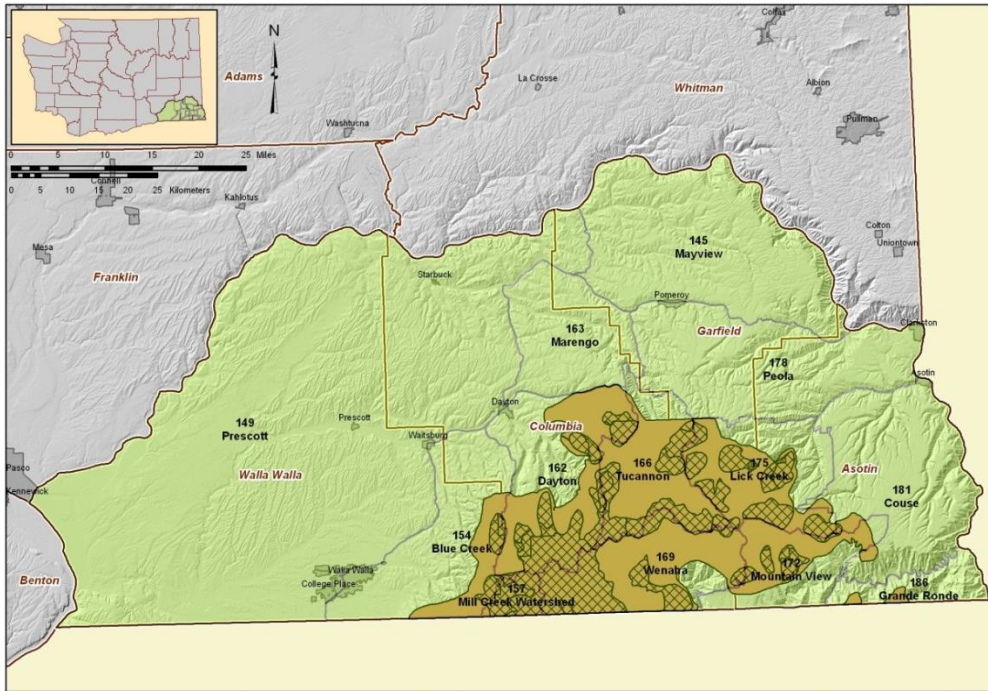 Colfax
N
La Crosse
Adams
Whitman
Albion
Washtucna
Pullman
0 5 10 15 20 25 Miles
0 5 10 15 20 25 Kilometers
Connell
Kahlotus
Colton
Uniontown
Mesa
145
Mayview
Franklin
Starbuck
Pomeroy
163
Marengo
Garfield
Clarkston
178
Peola
Asotin
Dayton
149
Prescott
Prescott
Columbia
Waitsburg
Pasco
Kennewick
Walla Walla
162
Dayton
166
Tucannon
175
Lick Creek
Asotin
181
Couse
154
Blue Creek
Benton
Walla Walla
College Place
157
Mill Creek Watershed
169
Wenaha
172
Mountain View
186
Grande Ronde